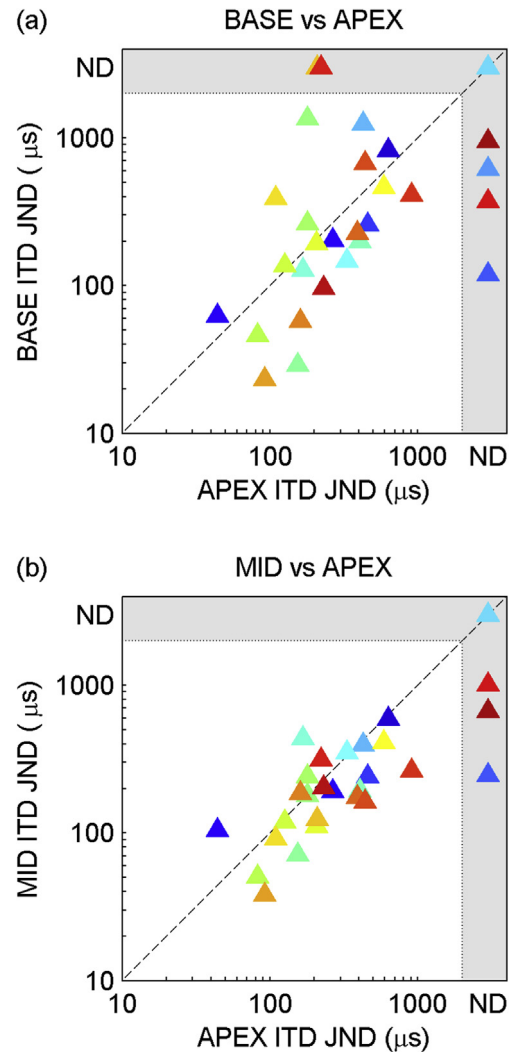 (a) BASE vs APEX
ND
1000
100
10
BASE ITD JND ( μs)
10 100 1000 ND
APEX ITD JND (μs)
(b) MID vs APEX
ND
1000
100
10
MID ITD JND ( μs)
10 100 1000 ND
APEX ITD JND (μs)